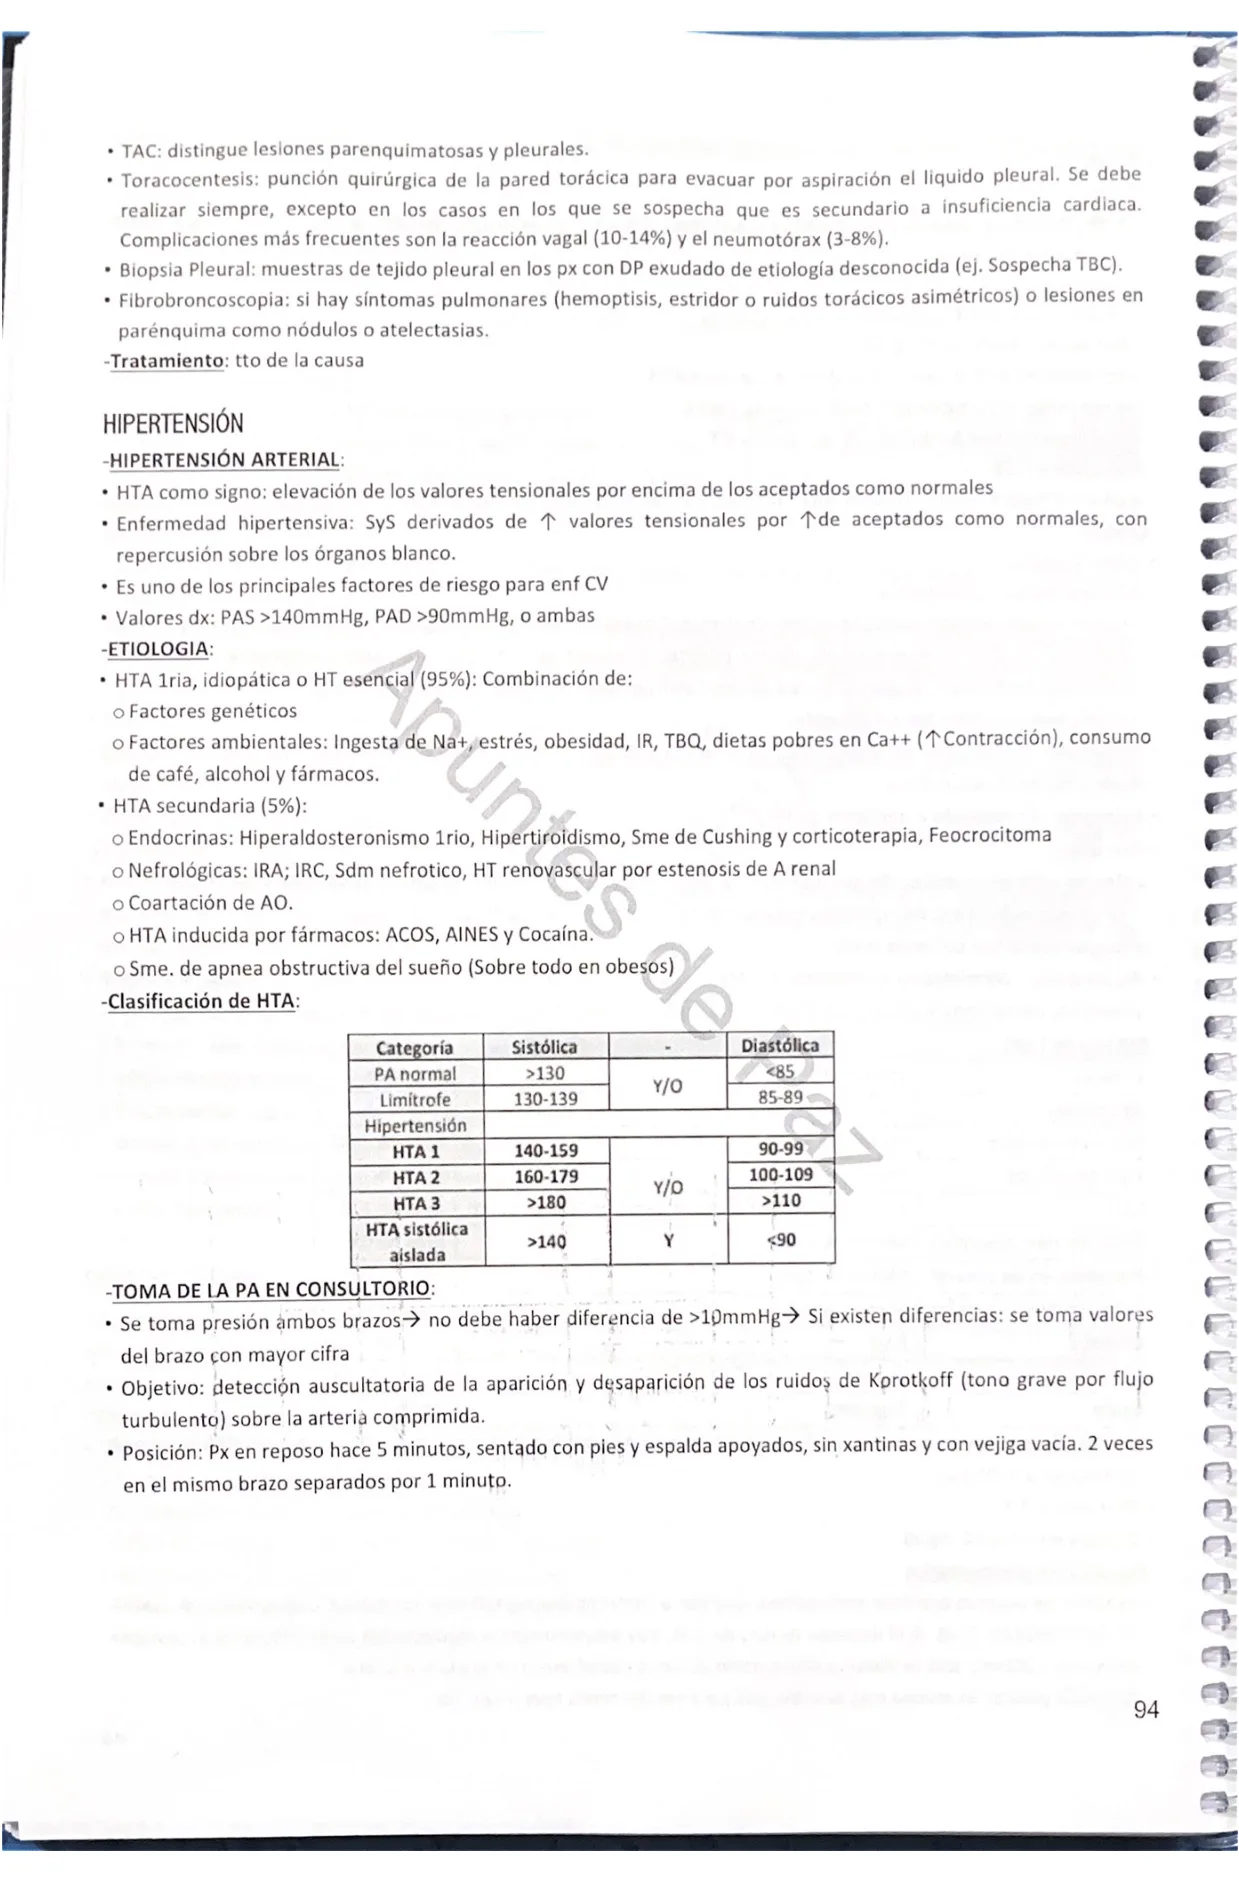 • TAC: distingue lesiones parenquimatosas y pleurales.
• Toracocentesis: punción quirúrgica de la pared torácica para evacuar por aspiración el liquido pleural. Se debe
realizar siempre, excepto en los casos en los que se sospecha que es secundario a insuficiencia cardiaca.
Complicaciones más frecuentes son la reacción vagal (10-14%) y el neumotórax (3-8%).
• Biopsia Pleural: muestras de tejido pleural en los px con DP exudado de etiología desconocida (ej. Sospecha TBC).
• Fibrobroncoscopia: si hay síntomas pulmonares (hemoptisis, estridor o ruidos torácicos asimétricos) o lesiones en
parénquima como nódulos o atelectasias.
-Tratamiento: tto de la causa
HIPERTENSIÓN
-HIPERTENSIÓN ARTERIAL:
• HTA como signo: elevación de los valores tensionales por encima de los aceptados como normales
• Enfermedad hipertensiva: SyS derivados de ↑ valores tensionales por ↑de aceptados como normales, con
repercusión sobre los órganos blanco.
• Es uno de los principales factores de riesgo para enf CV
• Valores dx: PAS >140mmHg, PAD >90mmHg, o ambas
-ETIOLOGIA:
• HTA 1ria, idiopática o HT esencial (95%): Combinación de:
o Factores genéticos
o Factores ambientales: Ingesta de Na+, estrés, obesidad, IR, TBQ, dietas pobres en Ca++ (↑Contracción), consumo
de café, alcohol y fármacos.
• HTA secundaria (5%):
o Endocrinas: Hiperaldosteronismo 1rio, Hipertiroidismo, Sme de Cushing y corticoterapia, Feocrocitoma
o Nefrológicas: IRA; IRC, Sdm nefrotico, HT renovascular por estenosis de A renal
o Coartación de AO.
o HTA inducida por fármacos: ACOS, AINES y Cocaína.
o Sme. de apnea obstructiva del sueño (Sobre todo en obesos)
-Clasificación de HTA:
Categoría Sistólica - Diastólica
PA normal >130 Y/O <85
Limítrofe 130-139 85-89
Hipertensión
HTA 1 140-159 Y/O 90-99
HTA 2 160-179 100-109
HTA 3 >180 >110
HTA sistólica aislada >140 Y <90
-TOMA DE LA PA EN CONSULTORIO:
• Se toma presión ambos brazos→ no debe haber diferencia de >10mmHg→ Si existen diferencias: se toma valores
del brazo con mayor cifra
• Objetivo: detección auscultatoria de la aparición y desaparición de los ruidos de Korotkoff (tono grave por flujo
turbulento) sobre la arteria comprimida.
• Posición: Px en reposo hace 5 minutos, sentado con pies y espalda apoyados, sin xantinas y con vejiga vacía. 2 veces
en el mismo brazo separados por 1 minuto.
Apuntes de Paz
94